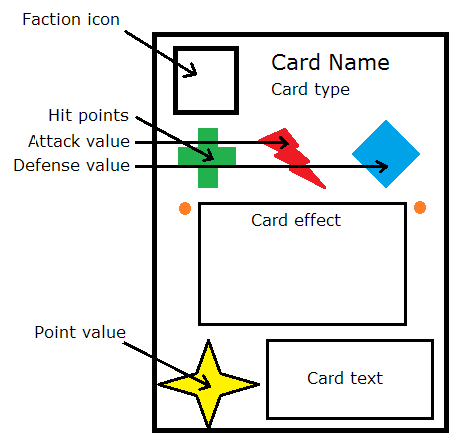 Faction icon
Card Name
Card type
Hit points
Attack value
Defense value
Card effect
Point value
Card text